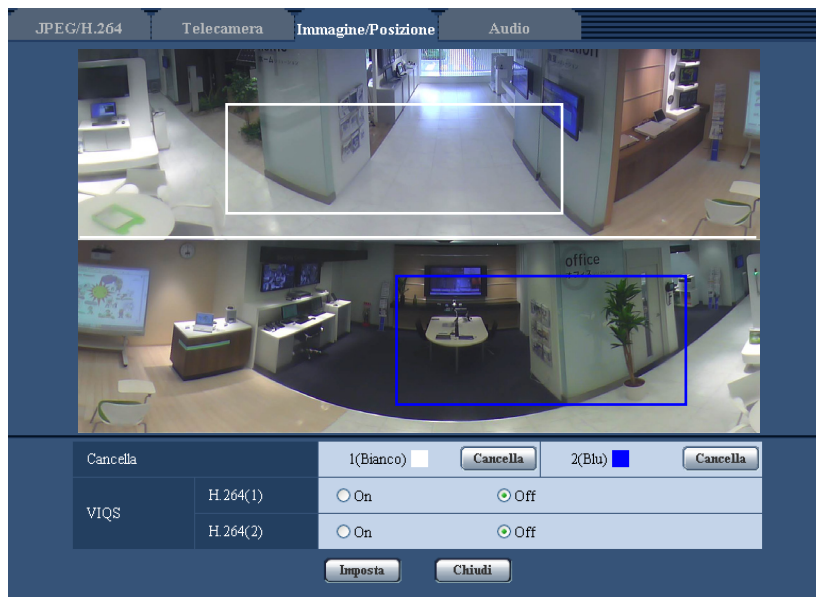 JPEG/H.264 Telecamera Immagine/Posizione Audio
office
Cancella 1(Bianco) Cancella 2(Blu) Cancella
VIQS H.264(1) On Off
H.264(2) On Off
Imposta Chiudi